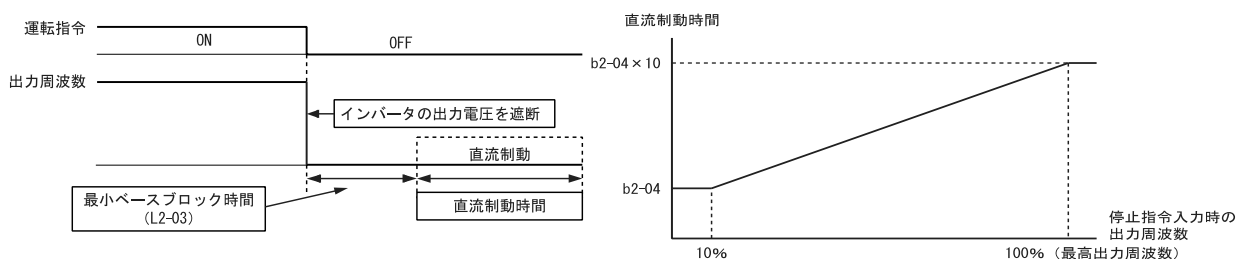 運転指令
ON
OFF
出力周波数
インバータの出力電圧を遮断
直流制動
最小ベースブロック時間
(L2-03)
直流制動時間
直流制動時間
b2-04×10
b2-04
停止指令入力時の
出力周波数
10%
100% (最高出力周波数)